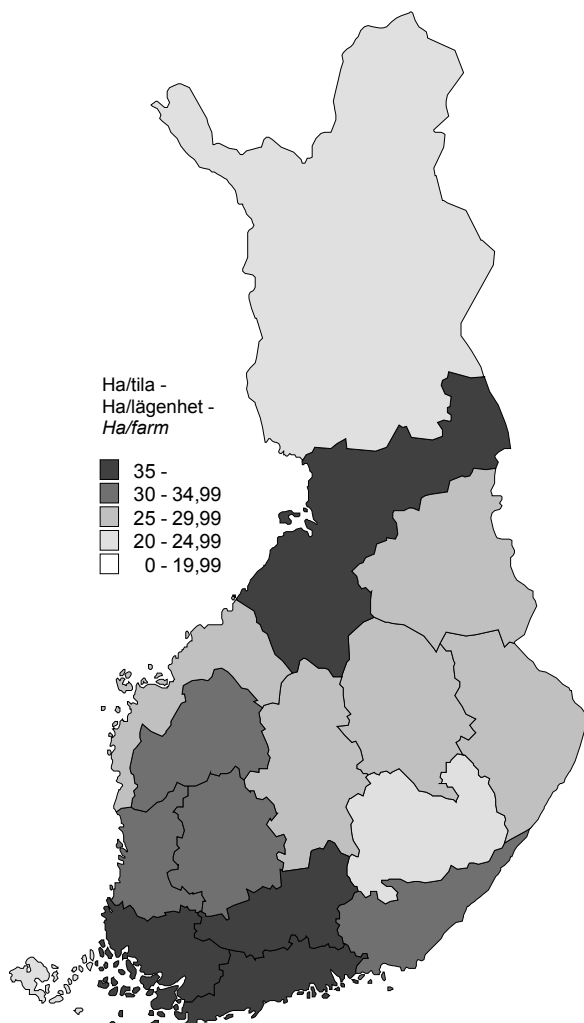 Ha/tila -
Ha/lägenhet -
Ha/farm
35 -
30 - 34,99
25 - 29,99
20 - 24,99
0 - 19,99